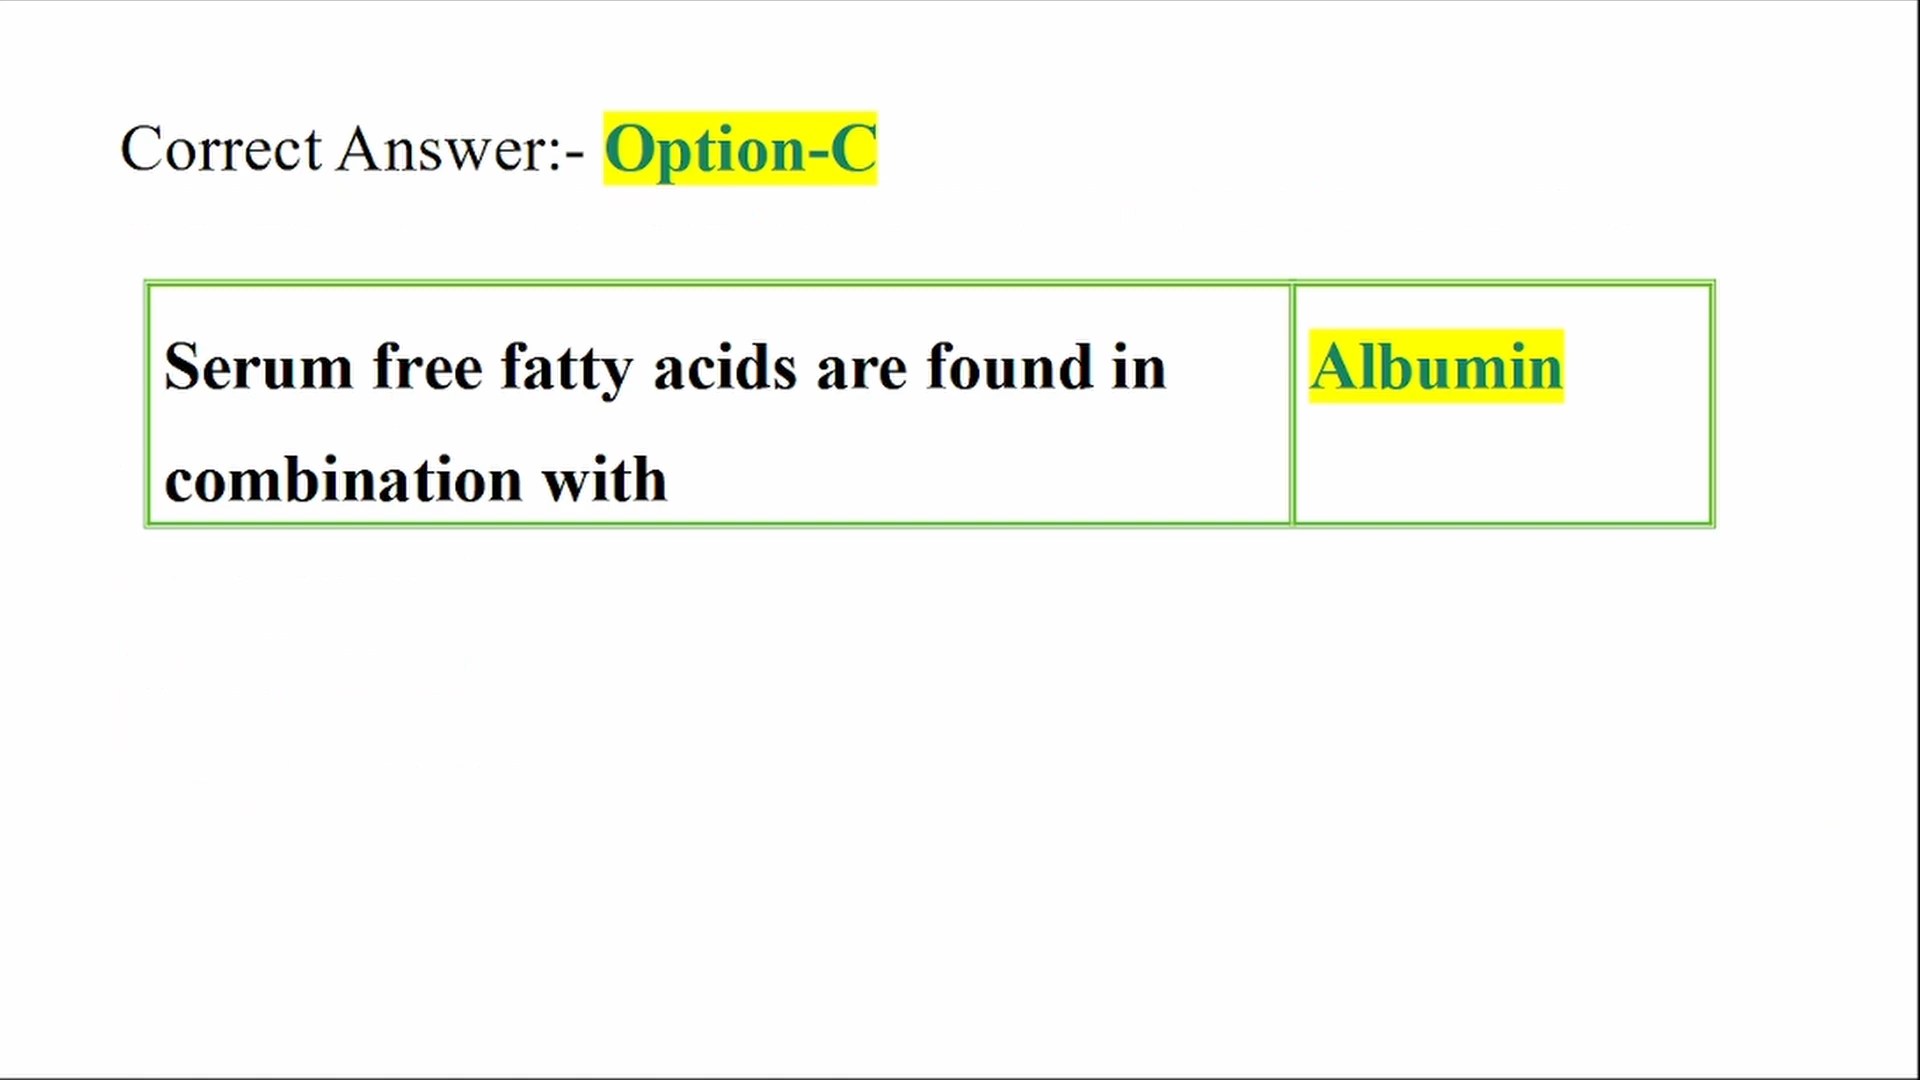 Correct Answer:- Option-C
Serum free fatty acids are found in
combination with
Albumin